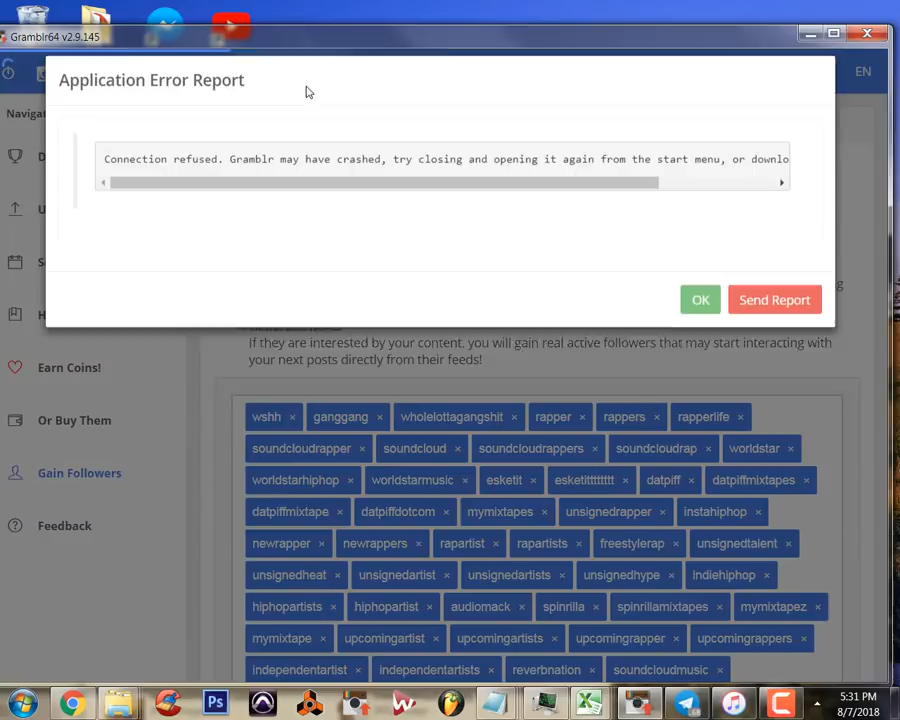 Gramblr64 v2.9.145
Application Error Report
EN
Connection refused. Gramblr may have crashed, try closing and opening it again from the start menu, or downlo
OK
Send Report
Navigat
D
U
S
H
Earn Coins!
Or Buy Them
Gain Followers
Feedback
If they are interested by your content, you will gain real active followers that may start interacting with
your next posts directly from their feeds!
wshh × ganggang × wholelottagangshit × rapper × rappers × rapperlife ×
soundcloudrapper × soundcloud × soundcloudrappers × soundcloudrap × worldstar ×
worldstarhiphop × worldstarmusic × esketit × esketitttttttt × datpiff × datpiffmixtapes ×
datpiffmixtape × datpiffdotcom × mymixtapes × unsignedrapper × instahiphop ×
newrapper × newrappers × rapartist × rapartists × freestylerap × unsignedtalent ×
unsignedheat × unsignedartist × unsignedartists × unsignedhype × indiehiphop ×
hiphopartists × hiphopartist × audiomack × spinrilla × spinrillamixtapes × mymixtapez ×
mymixtape × upcomingartist × upcomingartists × upcomingrapper × upcomingrappers ×
independentartist × independentartists × reverbnation × soundcloudmusic ×
Ps
5:31 PM
8/7/2018